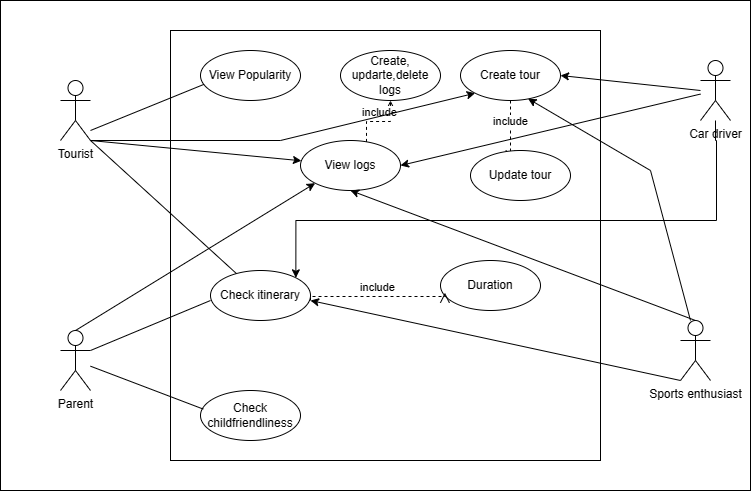 View Popularity
Create,
updarte,delete
logs
Create tour
include
include
Tourist
Car driver
View logs
Update tour
Check itinerary
include
Duration
Parent
Sports enthusiast
Check
childfriendliness